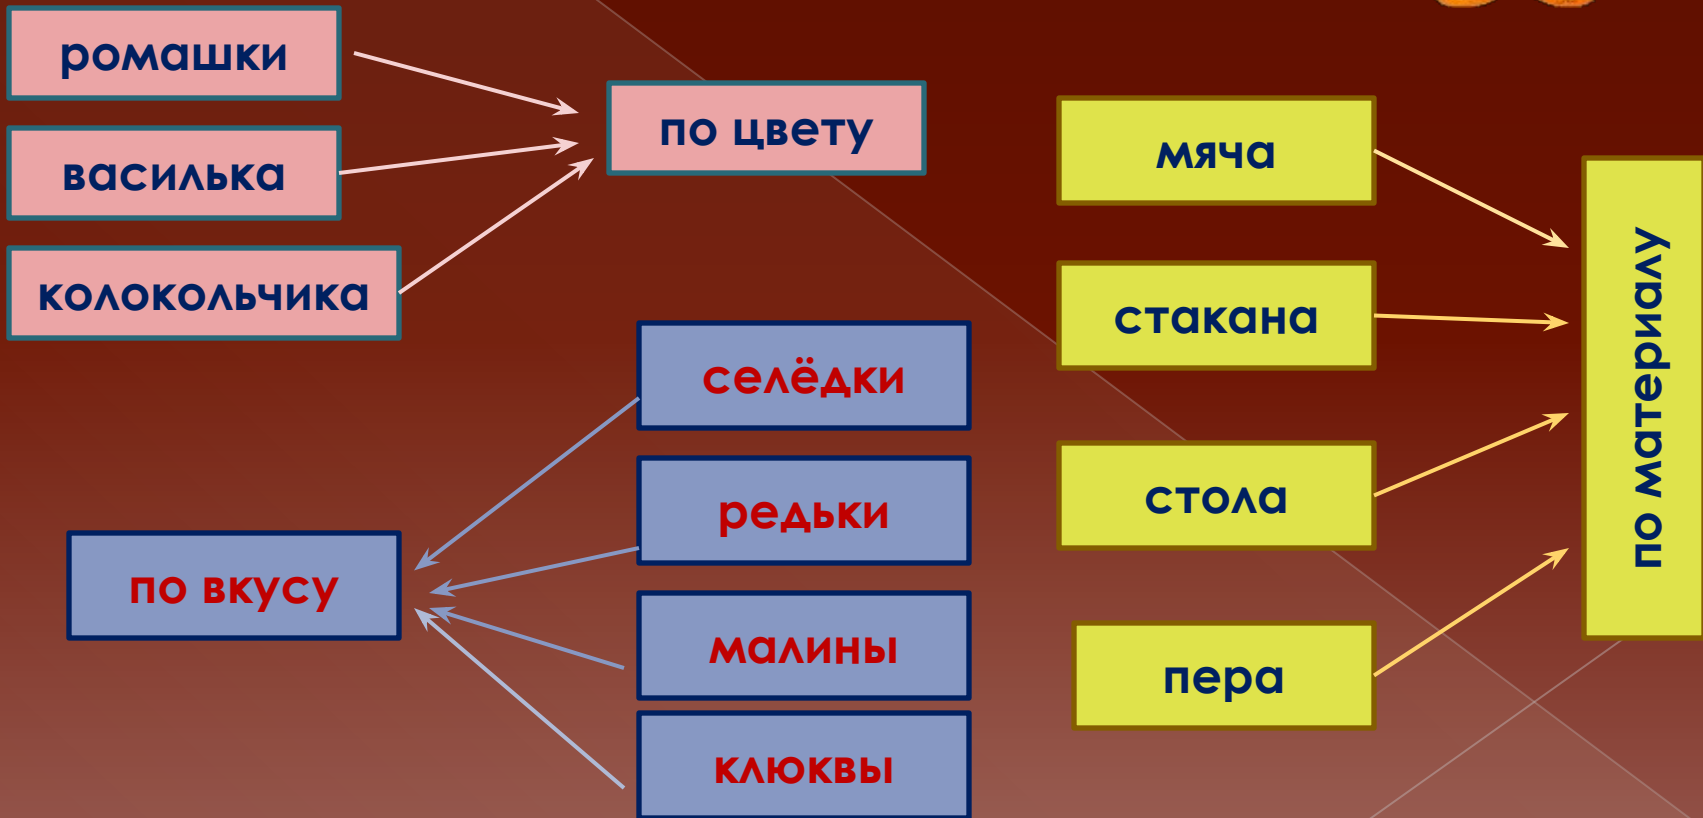 ромашки
василька
колокольчика
по цвету
селёдки
редьки
малины
клюквы
по вкусу
мяча
стакана
стола
пера
по материалу